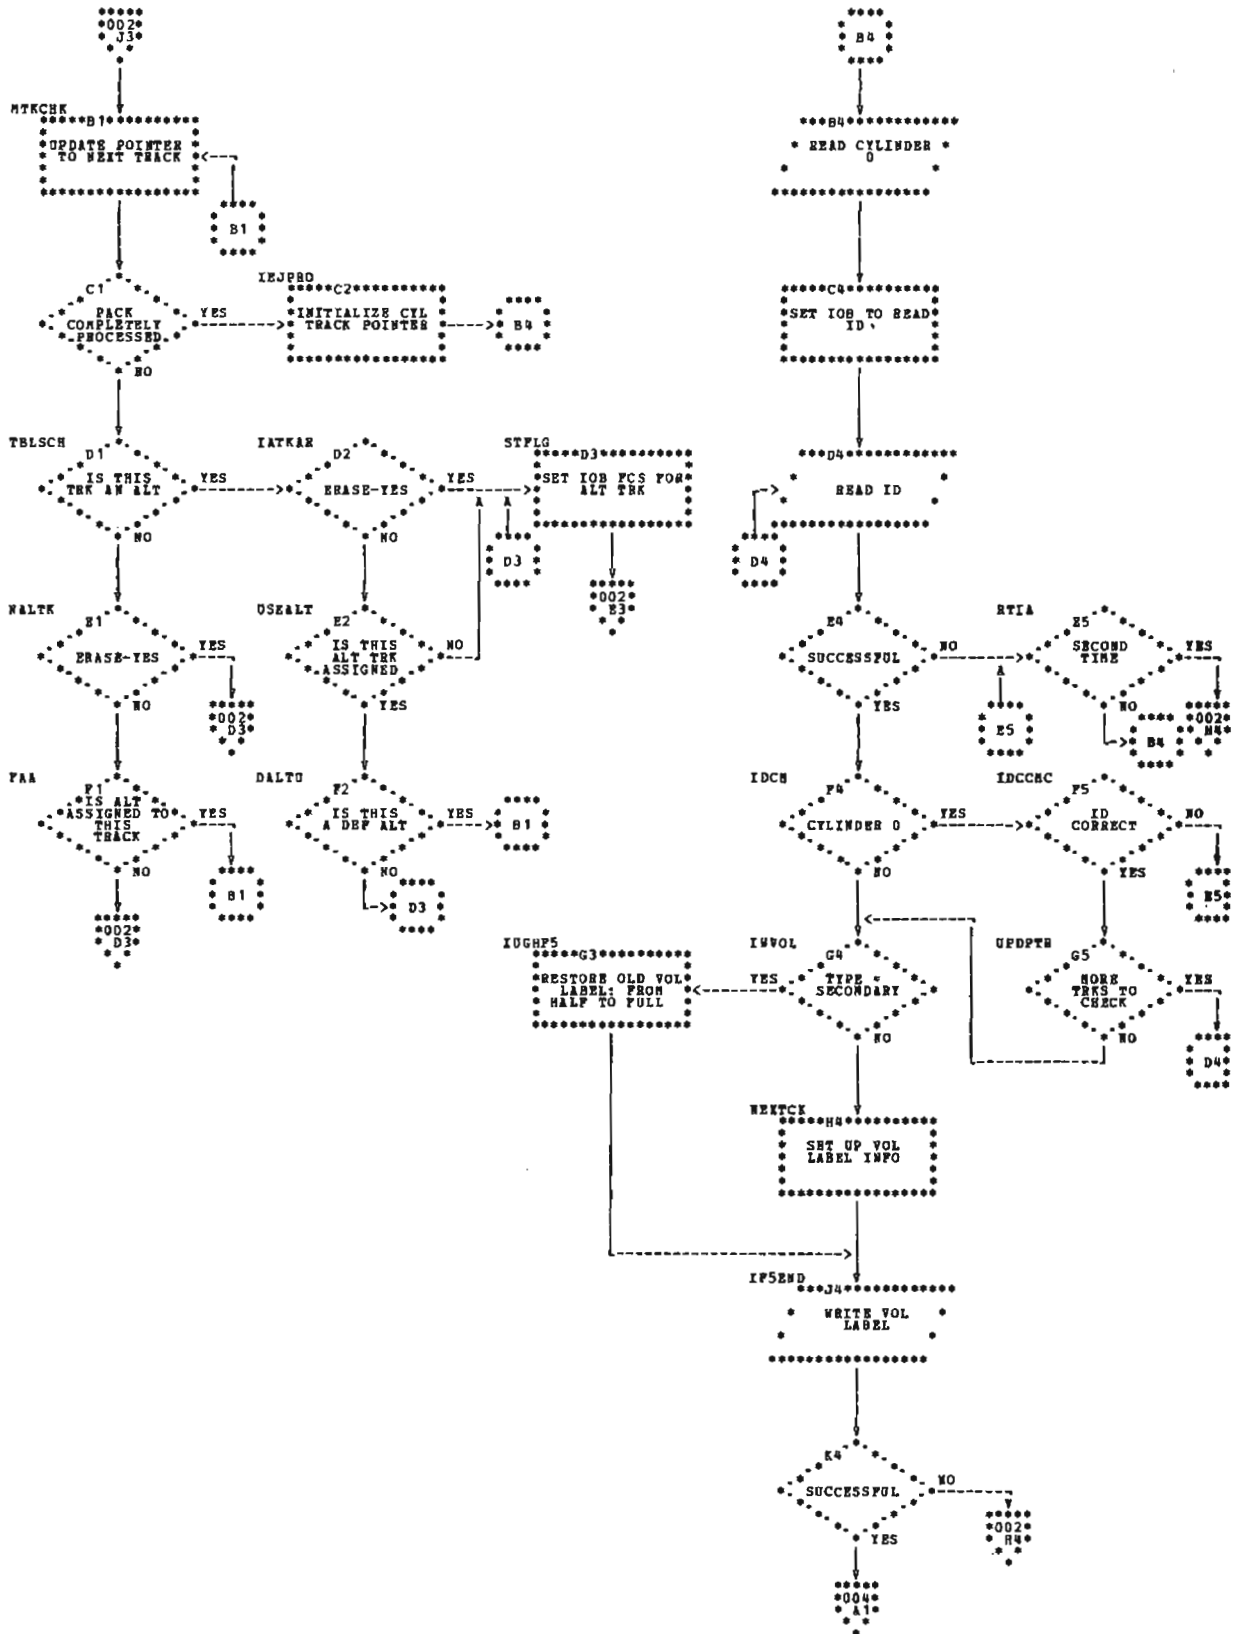 002
J3
MTKCHK
B1
UPDATE POINTER
TO NEXT TRACK
B1
C1
PACK
COMPLETELY
PROCESSED
YES
NO
IEJPRO
C2
INITIALIZE CYL
TRACK POINTER
B4
TBLSCH
D1
IS THIS
TRK AN ALT
YES
NO
IATKAR
D2
ERASE-YES
YES
NO
STFLG
D3
SET IOB FCS FOR
ALT TRK
A
A
D3
002
E3
NALTK
E1
ERASE-YES
YES
NO
002
D3
USEALT
E2
IS THIS
ALT TRK
ASSIGNED
NO
YES
FAA
F1
IS ALT
ASSIGNED TO
THIS
TRACK
YES
NO
B1
002
D3
DALTU
F2
IS THIS
A DEF ALT
YES
B1
NO
D3
B4
B4
READ CYLINDER
0
C4
SET IOB TO READ
ID
D4
READ ID
D4
E4
SUCCESSFUL
NO
YES
A
E5
RTIA
E5
SECOND
TIME
YES
NO
B4
002
H4
IDCM
F4
CYLINDER 0
YES
NO
IDCCMC
F5
ID
CORRECT
NO
YES
E5
IUGHF5
G3
RESTORE OLD VOL
LABEL: FROM
HALF TO FULL
INVOL
G4
TYPE =
SECONDARY
YES
NO
UPDPTR
G5
MORE
TRKS TO
CHECK
YES
NO
D4
NEXTCK
H4
SET UP VOL
LABEL INFO
IF5END
J4
WRITE VOL
LABEL
K4
SUCCESSFUL
NO
YES
002
H4
004
A1